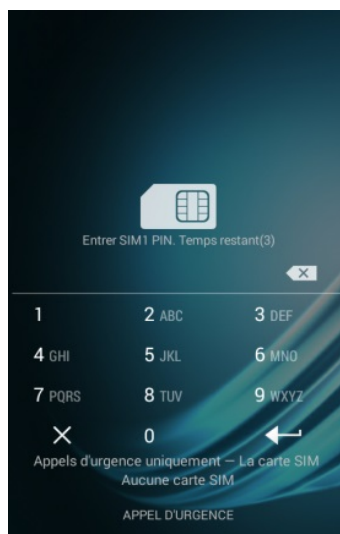 Entrer SIM1 PIN. Temps restant(3)
1 2 ABC 3 DEF
4 GHI 5 JKL 6 MNO
7 PQRS 8 TUV 9 WXYZ
0
Appels d'urgence uniquement — La carte SIM
Aucune carte SIM
APPEL D'URGENCE